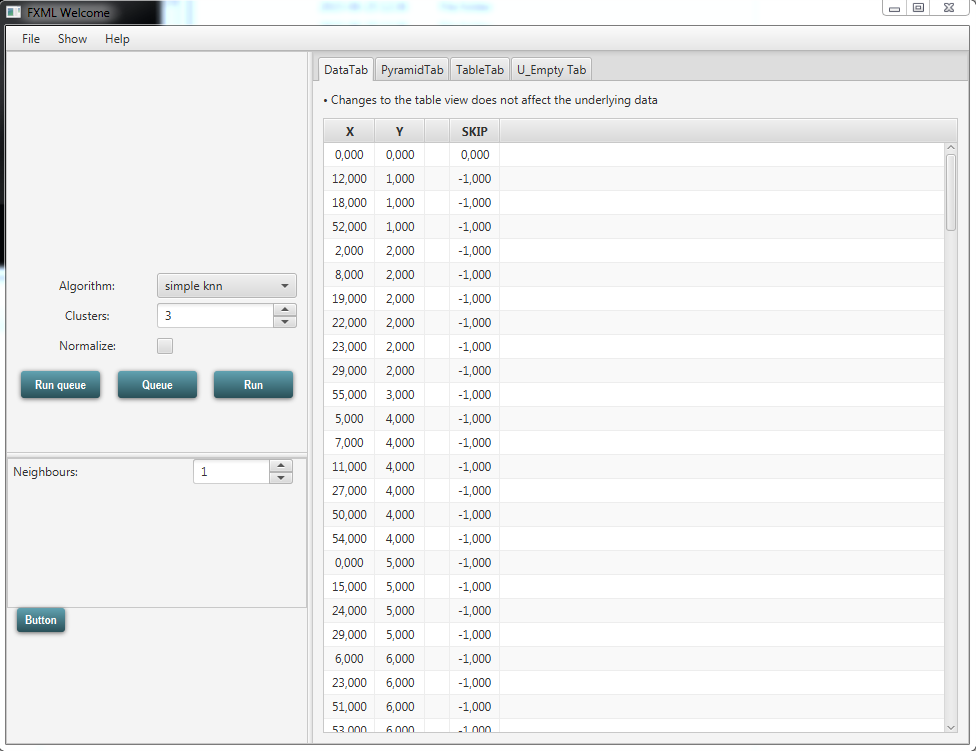 FXML Welcome
File Show Help
DataTab PyramidTab TableTab U_Empty Tab
• Changes to the table view does not affect the underlying data
X Y SKIP
0,000 0,000 0,000
12,000 1,000 -1,000
18,000 1,000 -1,000
52,000 1,000 -1,000
2,000 2,000 -1,000
8,000 2,000 -1,000
19,000 2,000 -1,000
22,000 2,000 -1,000
23,000 2,000 -1,000
29,000 2,000 -1,000
55,000 3,000 -1,000
5,000 4,000 -1,000
7,000 4,000 -1,000
11,000 4,000 -1,000
27,000 4,000 -1,000
50,000 4,000 -1,000
54,000 4,000 -1,000
0,000 5,000 -1,000
15,000 5,000 -1,000
24,000 5,000 -1,000
29,000 5,000 -1,000
6,000 6,000 -1,000
23,000 6,000 -1,000
51,000 6,000 -1,000
53,000 6,000 -1,000
Algorithm: simple knn
Clusters: 3
Normalize:
Run queue Queue Run
Neighbours: 1
Button